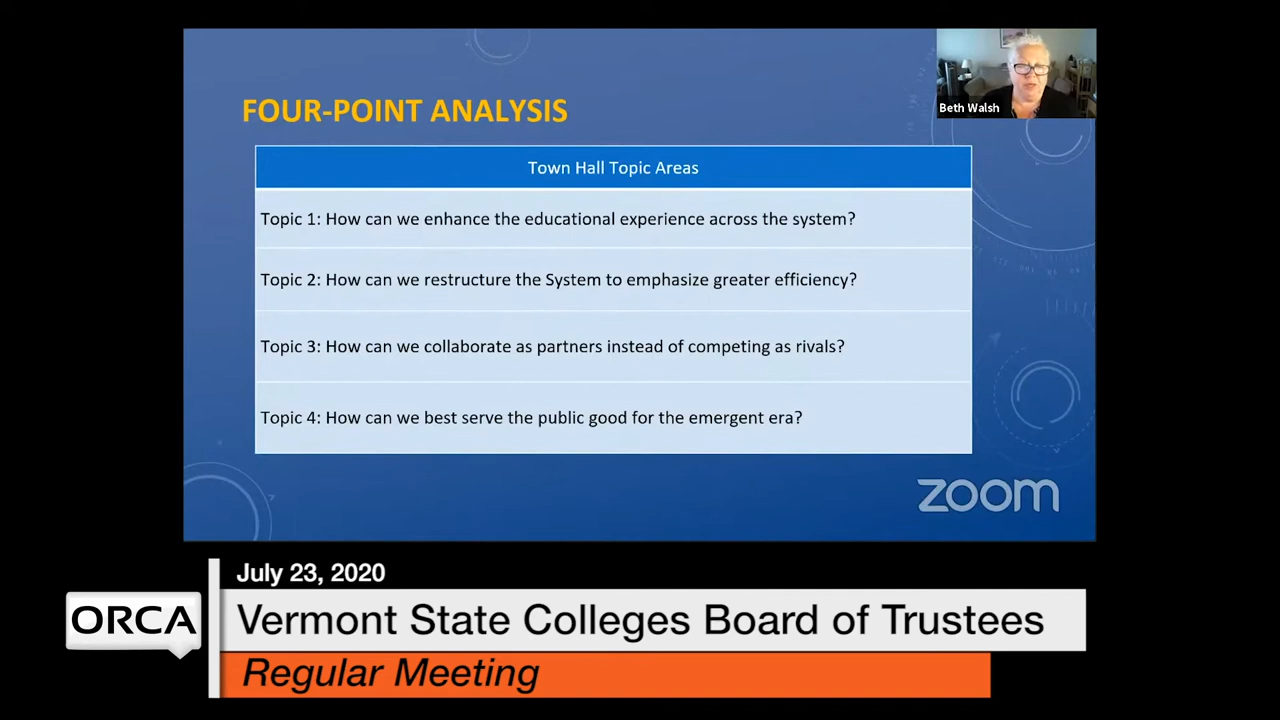 Beth Walsh
FOUR-POINT ANALYSIS
Town Hall Topic Areas
Topic 1: How can we enhance the educational experience across the system?
Topic 2: How can we restructure the System to emphasize greater efficiency?
Topic 3: How can we collaborate as partners instead of competing as rivals?
Topic 4: How can we best serve the public good for the emergent era?
zoom
July 23, 2020
ORCA
Vermont State Colleges Board of Trustees
Regular Meeting